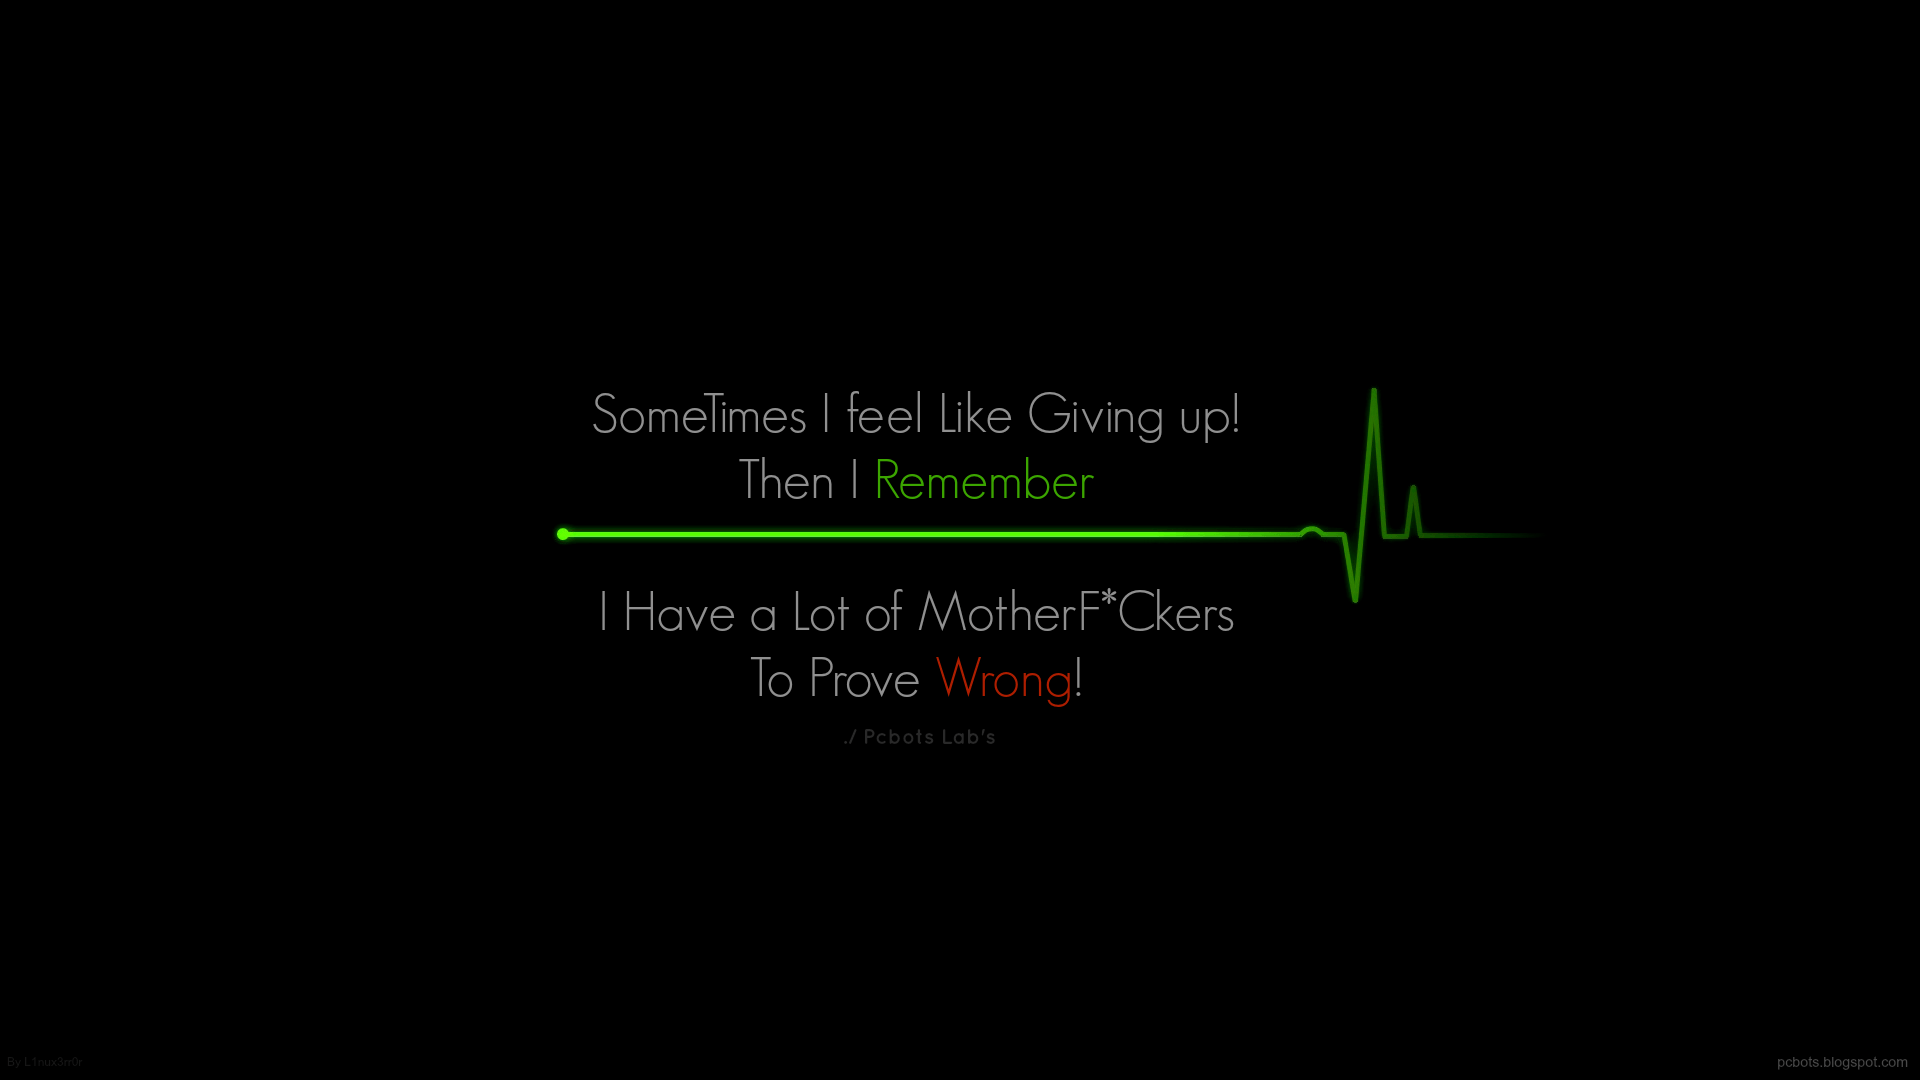 SomeTimes I feel Like Giving up!
Then I Remember
I Have a Lot of MotherF*Ckers
To Prove Wrong!
./ Pcbots Lab's
By L1nux3rr0r
pcbots.blogspot.com